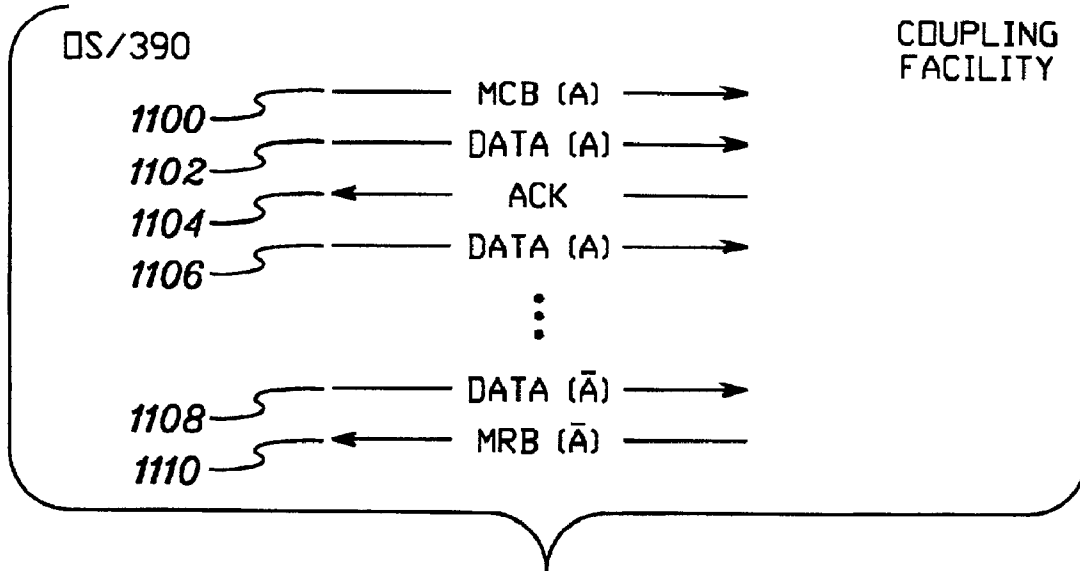 OS/390
COUPLING
FACILITY
1100 MCB (A)
1102 DATA (A)
1104 ACK
1106 DATA (A)
1108 DATA (Ā)
1110 MRB (Ā)